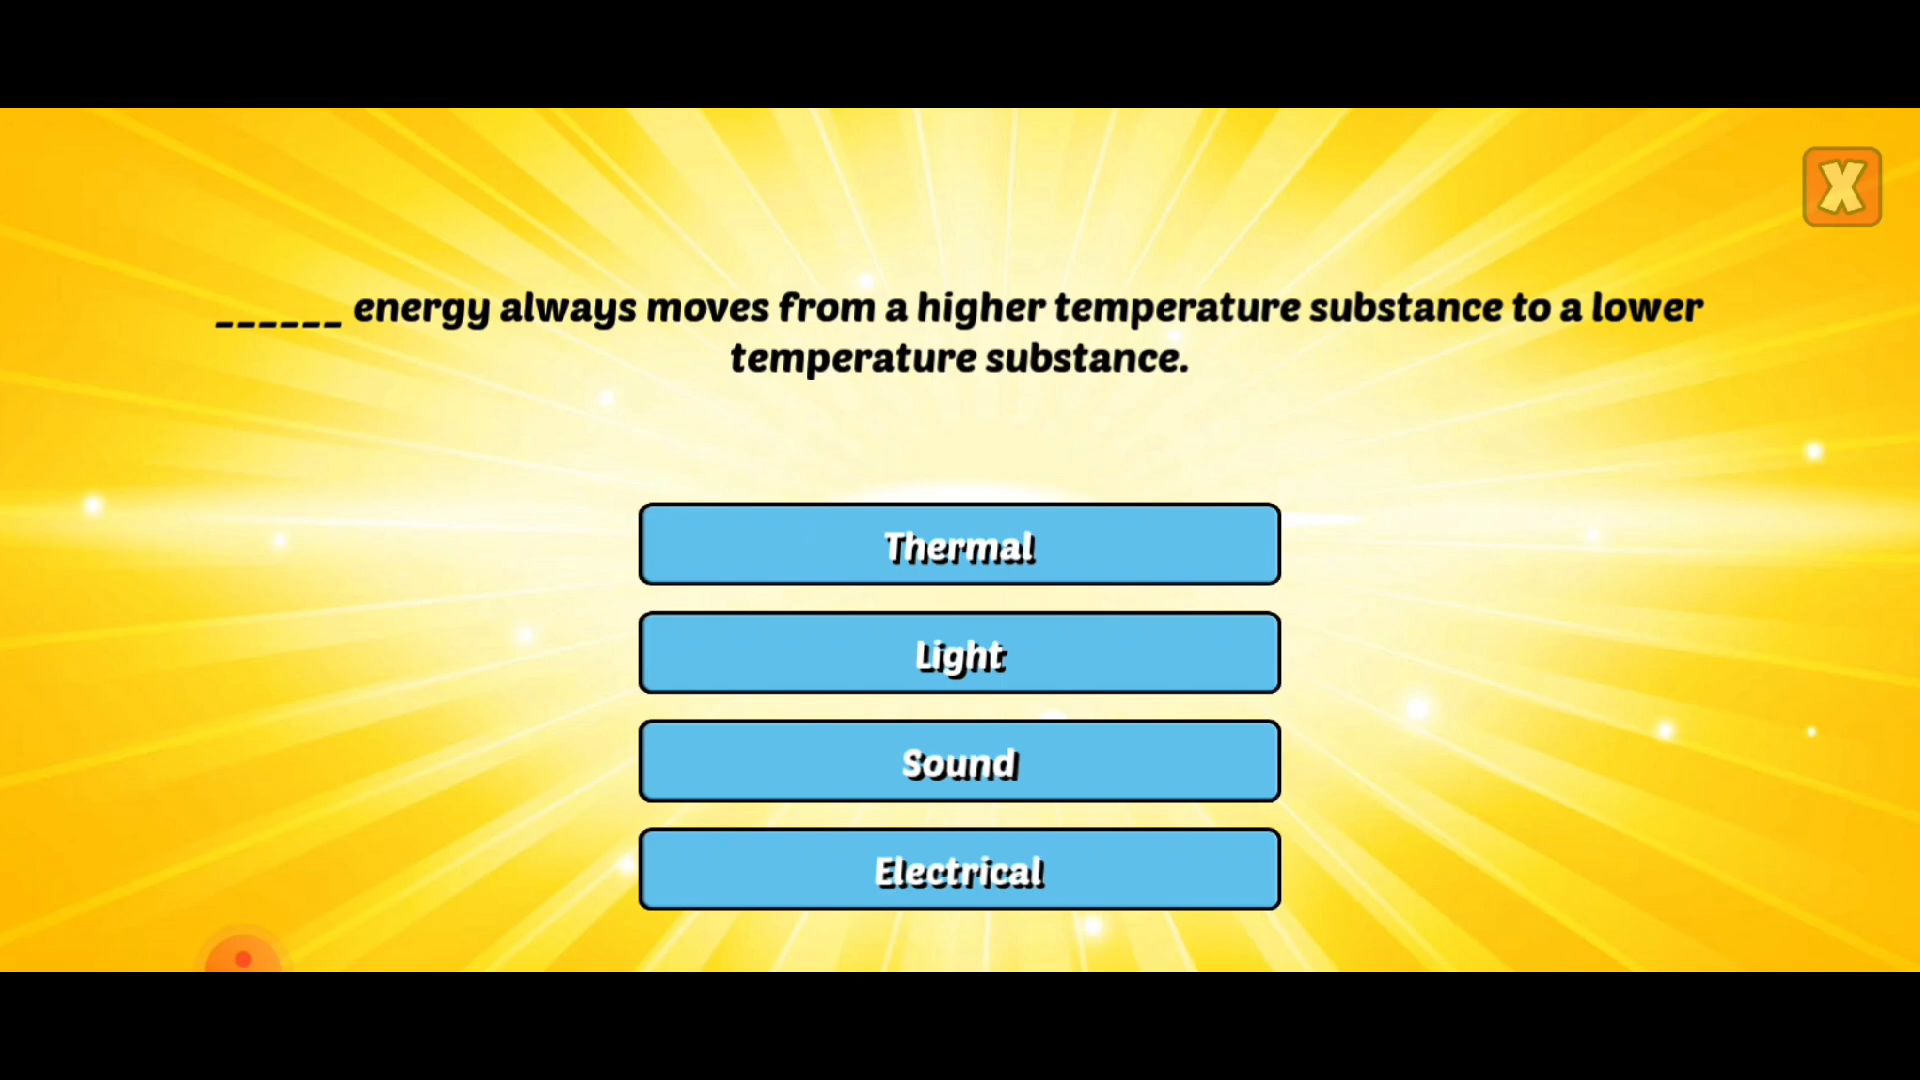 X
______ energy always moves from a higher temperature substance to a lower
temperature substance.
Thermal
Light
Sound
Electrical